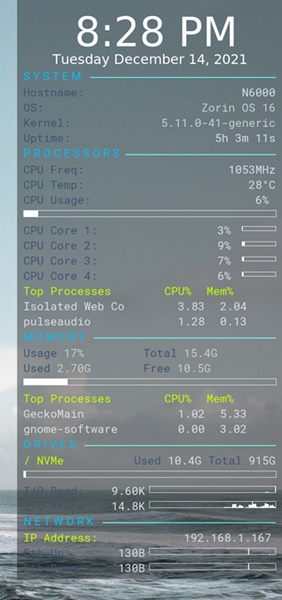 8:28 PM
Tuesday December 14, 2021
SYSTEM
Hostname: N6000
OS: Zorin OS 16
Kernel: 5.11.0-41-generic
Uptime: 5h 3m 11s
PROCESSORS
CPU Freq: 1053MHz
CPU Temp: 28°C
CPU Usage: 6%
CPU Core 1: 3%
CPU Core 2: 9%
CPU Core 3: 7%
CPU Core 4: 6%
Top Processes CPU% Mem%
Isolated Web Co 3.83 2.04
pulseaudio 1.28 0.13
MEMORY
Usage 17% Total 15.4G
Used 2.70G Free 10.5G
Top Processes CPU% Mem%
GeckoMain 1.02 5.33
gnome-software 0.00 3.02
DRIVES
/ NVMe Used 10.4G Total 915G
I/O Read: 9.60K
14.8K
NETWORK
IP Address: 192.168.1.167
Eth Up: 130B
130B